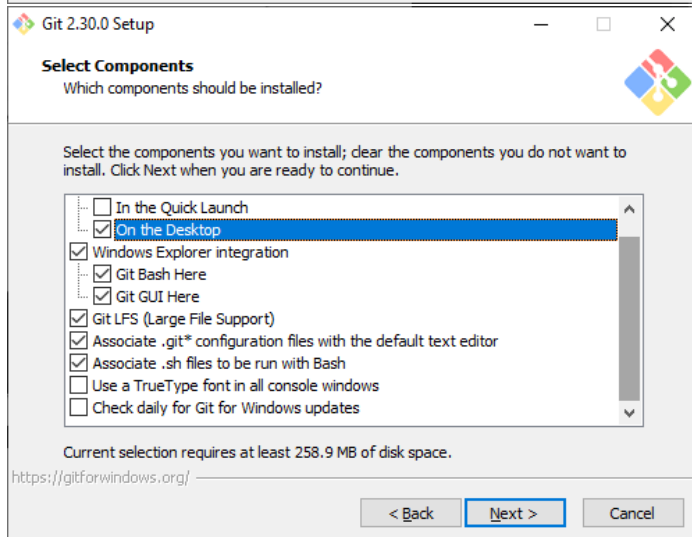 Git 2.30.0 Setup
Select Components
Which components should be installed?
Select the components you want to install; clear the components you do not want to
install. Click Next when you are ready to continue.
In the Quick Launch
On the Desktop
Windows Explorer integration
Git Bash Here
Git GUI Here
Git LFS (Large File Support)
Associate .git* configuration files with the default text editor
Associate .sh files to be run with Bash
Use a TrueType font in all console windows
Check daily for Git for Windows updates
Current selection requires at least 258.9 MB of disk space.
https://gitforwindows.org/
< Back Next > Cancel